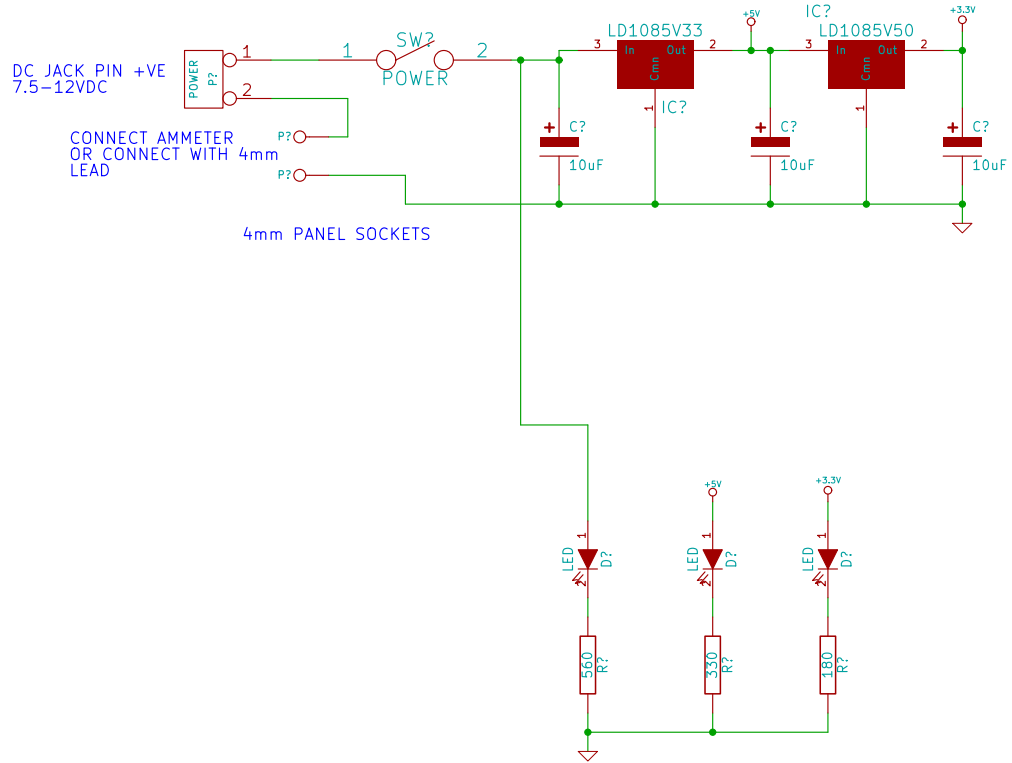 DC JACK PIN +VE
7.5-12VDC
POWER
P?
1
2
1
SW?
2
POWER
CONNECT AMMETER
OR CONNECT WITH 4mm
LEAD
P?
P?
4mm PANEL SOCKETS
LD1085V33
3
In
Out
2
Cmn
1
IC?
+5V
IC?
LD1085V50
3
In
Out
2
Cmn
1
+3.3V
+
C?
10uF
+
C?
10uF
+
C?
10uF
1
LED
D?
2
560
R?
+5V
1
LED
D?
2
330
R?
+3.3V
1
LED
D?
2
180
R?